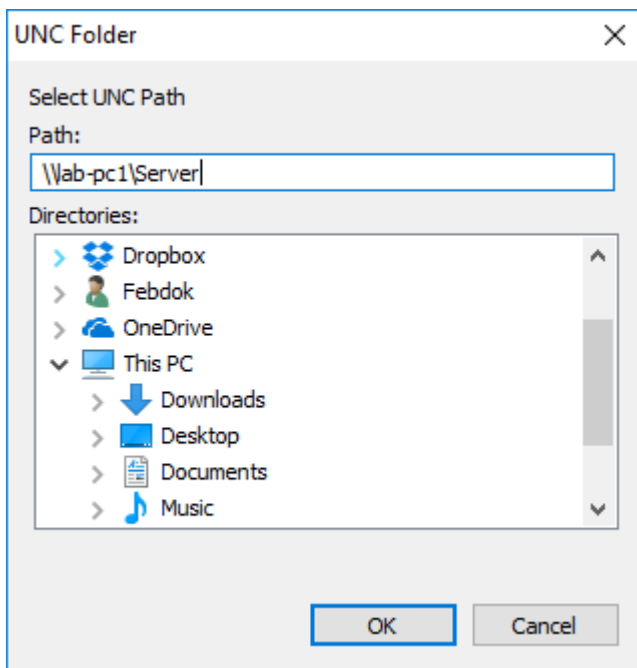 UNC Folder
Select UNC Path
Path:
\\lab-pc1\Server
Directories:
Dropbox
Febdok
OneDrive
This PC
Downloads
Desktop
Documents
Music
OK Cancel